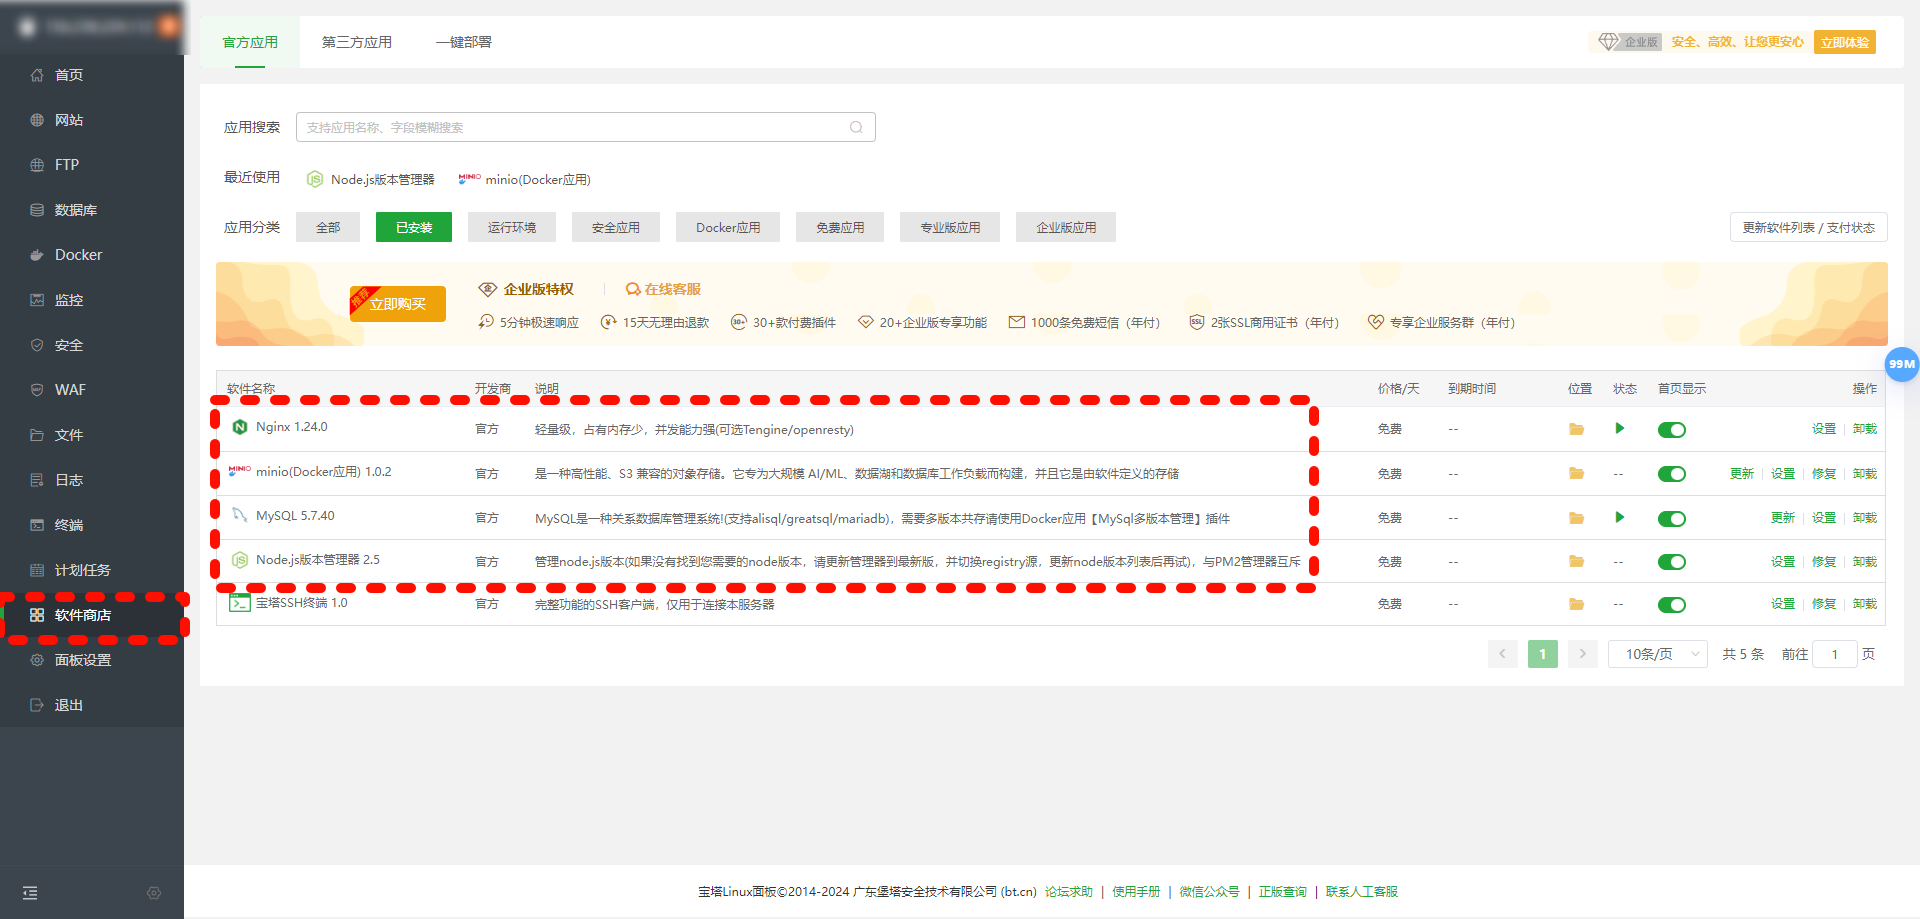 官方应用
第三方应用
一键部署
企业版
安全、高效、让您更安心
立即体验
首页
网站
FTP
数据库
Docker
监控
安全
WAF
文件
日志
终端
计划任务
软件商店
面板设置
退出
应用搜索
支持应用名称、字段模糊搜索
最近使用
Node.js版本管理器
MINIO
minio(Docker应用)
应用分类
全部
已安装
运行环境
安全应用
Docker应用
免费应用
专业版应用
企业版应用
更新软件列表 / 支付状态
推荐
立即购买
企业版特权
在线客服
5分钟极速响应
15天无理由退款
30+
30+款付费插件
20+企业版专享功能
1000条免费短信（年付）
SSL
2张SSL商用证书（年付）
专享企业服务群（年付）
99M
软件名称 开发商 说明 价格/天 到期时间 位置 状态 首页显示 操作
Nginx 1.24.0 官方 轻量级，占有内存少，并发能力强(可选Tengine/openresty) 免费 -- 设置 | 卸载
MINIO minio(Docker应用) 1.0.2 官方 是一种高性能、S3 兼容的对象存储。它专为大规模 AI/ML、数据湖和数据库工作负载而构建，并且它是由软件定义的存储 免费 -- -- 更新 | 设置 | 修复 | 卸载
MySQL 5.7.40 官方 MySQL是一种关系数据库管理系统!(支持alisql/greatsql/mariadb)，需要多版本共存请使用Docker应用【MySql多版本管理】插件 免费 -- 更新 | 设置 | 卸载
Node.js版本管理器 2.5 官方 管理node.js版本(如果没有找到您需要的node版本，请更新管理器到最新版，并切换registry源，更新node版本列表后再试)，与PM2管理器互斥 免费 -- -- 设置 | 修复 | 卸载
宝塔SSH终端 1.0 官方 完整功能的SSH客户端，仅用于连接本服务器 免费 -- -- 设置 | 修复 | 卸载
< 1 > 10条/页 共 5 条 前往 1 页
宝塔Linux面板©2014-2024 广东堡塔安全技术有限公司 (bt.cn) 论坛求助 | 使用手册 | 微信公众号 | 正版查询 | 联系人工客服